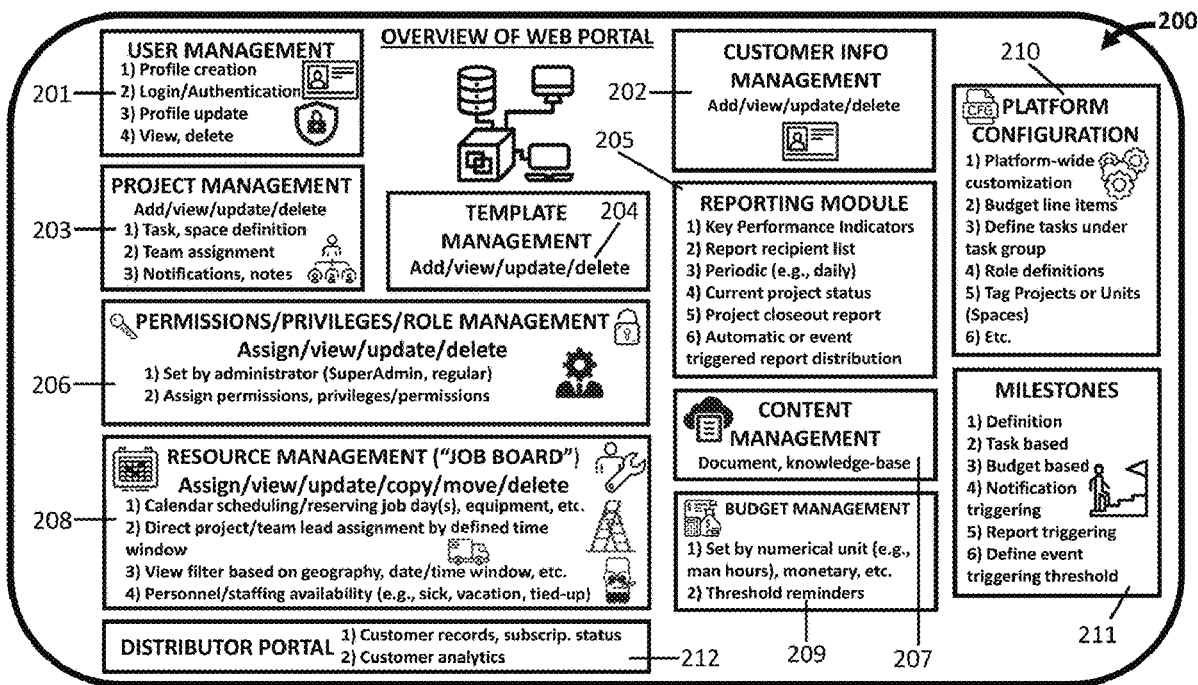 200
OVERVIEW OF WEB PORTAL
201
USER MANAGEMENT
1) Profile creation
2) Login/Authentication
3) Profile update
4) View, delete
202
CUSTOMER INFO
MANAGEMENT
Add/view/update/delete
203
PROJECT MANAGEMENT
Add/view/update/delete
1) Task, space definition
2) Team assignment
3) Notifications, notes
TEMPLATE 204
MANAGEMENT
Add/view/update/delete
205
REPORTING MODULE
1) Key Performance Indicators
2) Report recipient list
3) Periodic (e.g., daily)
4) Current project status
5) Project closeout report
6) Automatic or event
triggered report distribution
210
CFG
PLATFORM
CONFIGURATION
1) Platform-wide
customization
2) Budget line items
3) Define tasks under
task group
4) Role definitions
5) Tag Projects or Units
(Spaces)
6) Etc.
206
PERMISSIONS/PRIVILEGES/ROLE MANAGEMENT
Assign/view/update/delete
1) Set by administrator (SuperAdmin, regular)
2) Assign permissions, privileges/permissions
CONTENT
MANAGEMENT
Document, knowledge-base
208
RESOURCE MANAGEMENT ("JOB BOARD")
Assign/view/update/copy/move/delete
1) Calendar scheduling/reserving job day(s), equipment, etc.
2) Direct project/team lead assignment by defined time
window
3) View filter based on geography, date/time window, etc.
4) Personnel/staffing availability (e.g., sick, vacation, tied-up)
BUDGET MANAGEMENT
1) Set by numerical unit (e.g.,
man hours), monetary, etc.
2) Threshold reminders
MILESTONES
1) Definition
2) Task based
3) Budget based
4) Notification
triggering
5) Report triggering
6) Define event
triggering threshold
211
DISTRIBUTOR PORTAL
1) Customer records, subscrip. status
2) Customer analytics
212
209
207